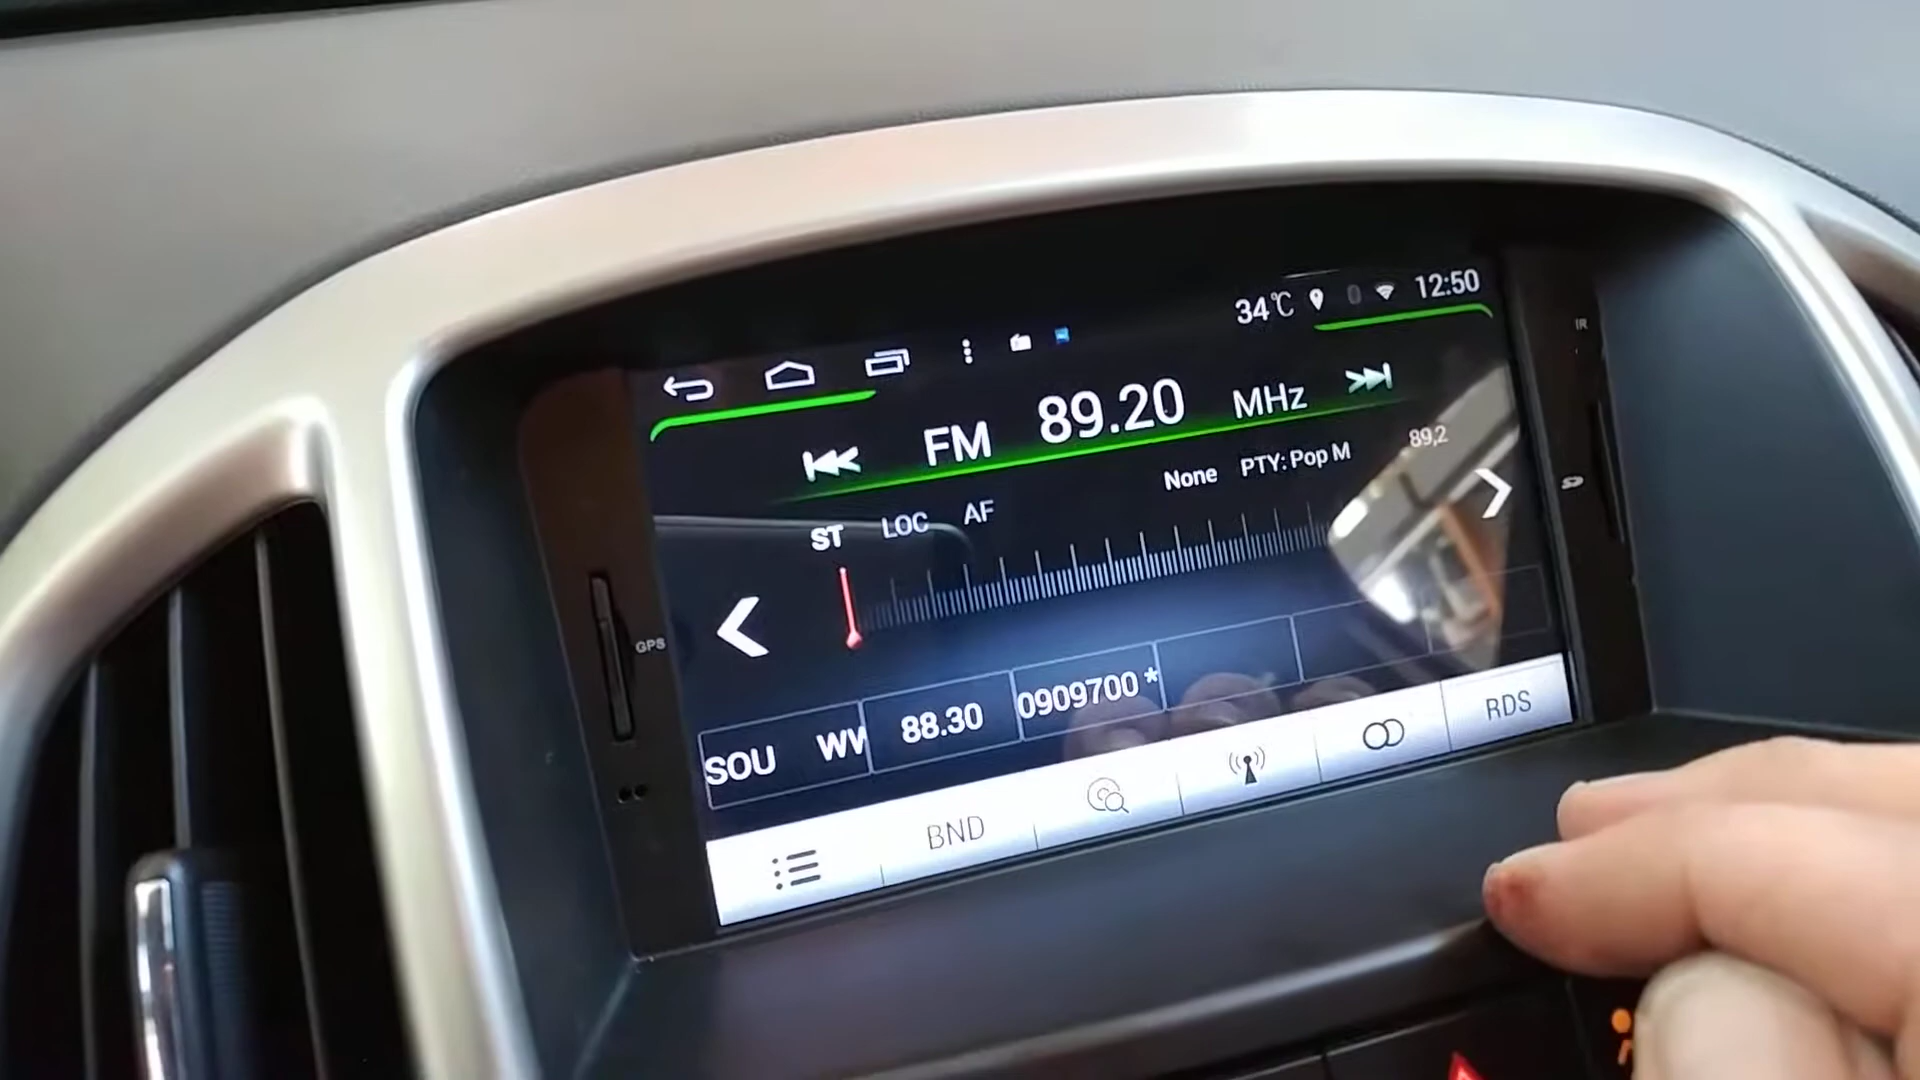 34°C 12:50
FM 89.20 MHz
None PTY: Pop M 89,2
ST LOC AF
SOU WW 88.30 0909700 *
BND RDS
GPS
IR